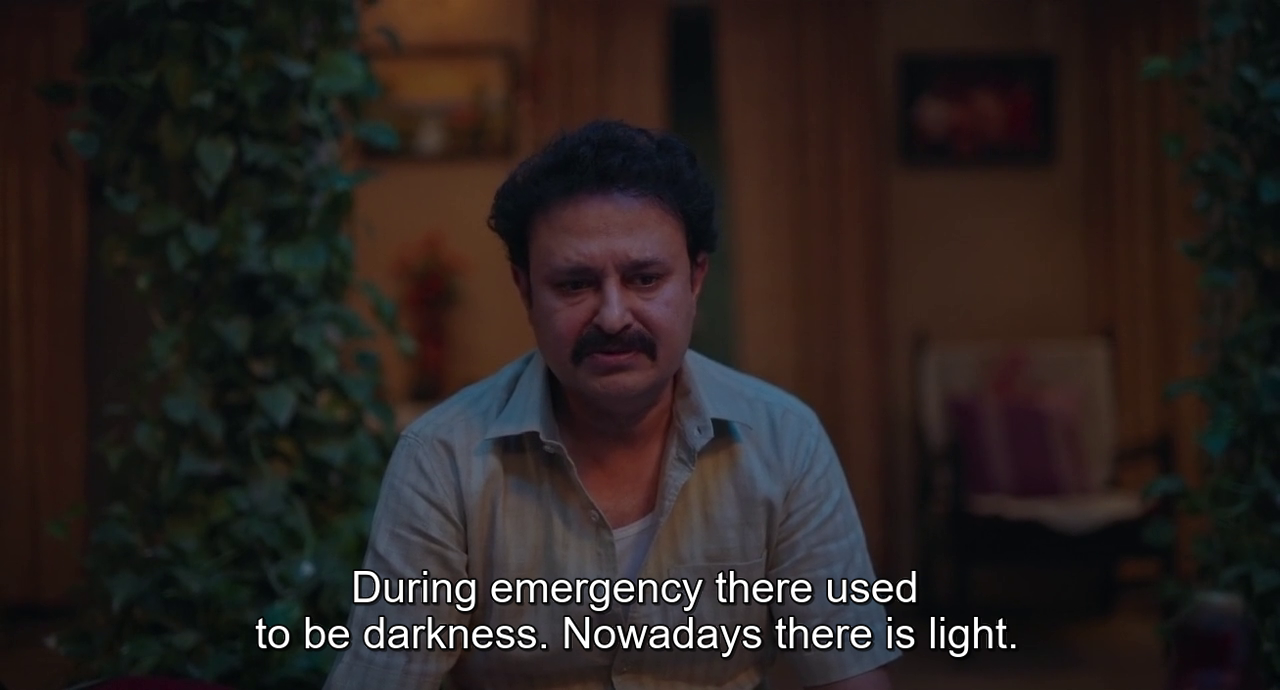 During emergency there used
to be darkness. Nowadays there is light.